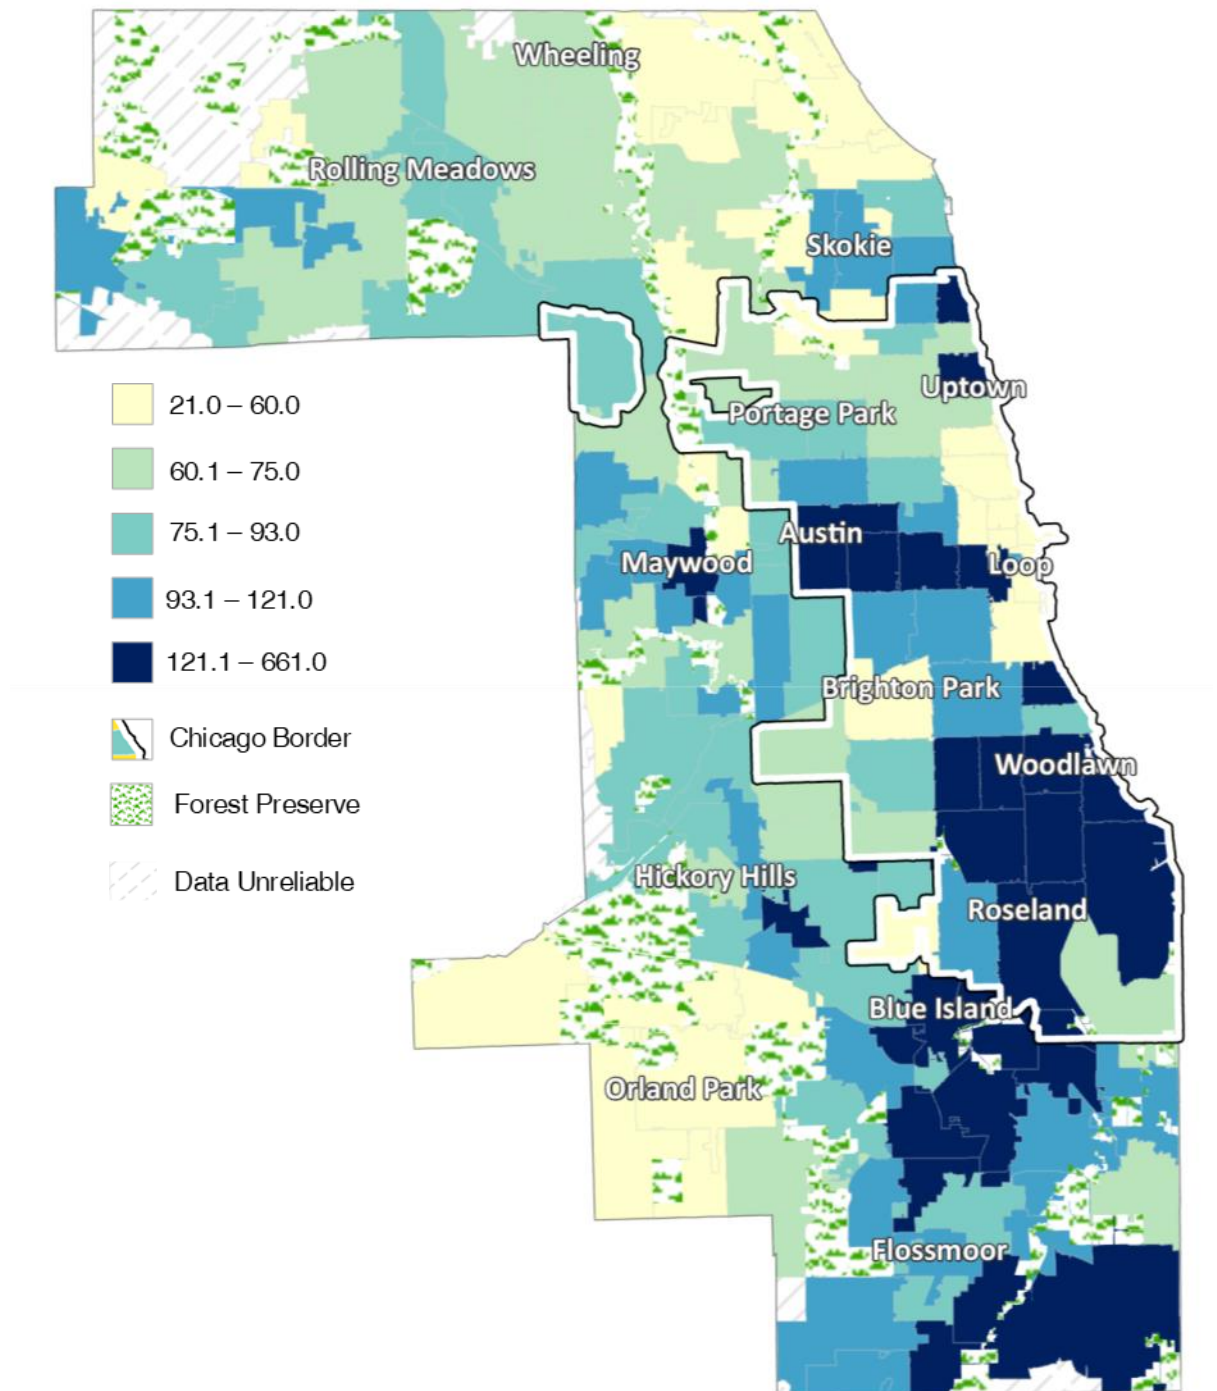 Wheeling
Rolling Meadows
Skokie
Uptown
21.0 – 60.0
Portage Park
60.1 – 75.0
75.1 – 93.0
Austin
Maywood
Loop
93.1 – 121.0
121.1 – 661.0
Brighton Park
Chicago Border
Woodlawn
Forest Preserve
Data Unreliable
Hickory Hills
Roseland
Blue Island
Orland Park
Flossmoor